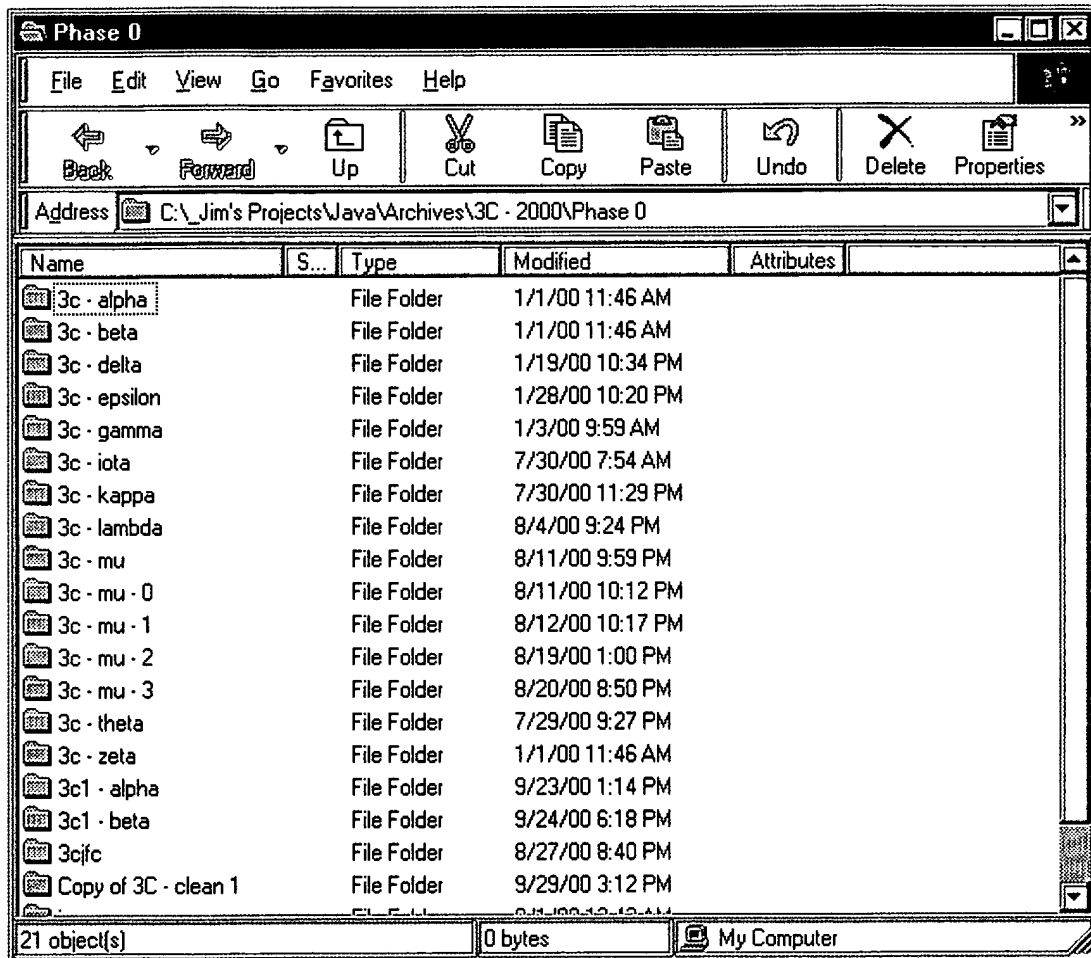 Phase 0
File Edit View Go Favorites Help
Back Forward Up Cut Copy Paste Undo Delete Properties »
Address C:\_Jim's Projects\Java\Archives\3C - 2000\Phase 0
Name S... Type Modified Attributes
3c - alpha File Folder 1/1/00 11:46 AM
3c - beta File Folder 1/1/00 11:46 AM
3c - delta File Folder 1/19/00 10:34 PM
3c - epsilon File Folder 1/28/00 10:20 PM
3c - gamma File Folder 1/3/00 9:59 AM
3c - iota File Folder 7/30/00 7:54 AM
3c - kappa File Folder 7/30/00 11:29 PM
3c - lambda File Folder 8/4/00 9:24 PM
3c - mu File Folder 8/11/00 9:59 PM
3c - mu - 0 File Folder 8/11/00 10:12 PM
3c - mu - 1 File Folder 8/12/00 10:17 PM
3c - mu - 2 File Folder 8/19/00 1:00 PM
3c - mu - 3 File Folder 8/20/00 8:50 PM
3c - theta File Folder 7/29/00 9:27 PM
3c - zeta File Folder 1/1/00 11:46 AM
3c1 - alpha File Folder 9/23/00 1:14 PM
3c1 - beta File Folder 9/24/00 6:18 PM
3cjfc File Folder 8/27/00 8:40 PM
Copy of 3C - clean 1 File Folder 9/29/00 3:12 PM
File Folder
21 object(s) 0 bytes My Computer